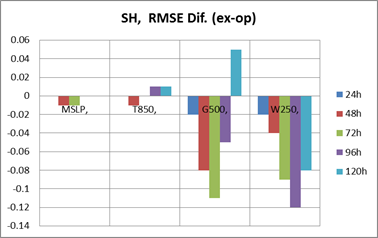 SH, RMSE Dif. (ex-op)
0.06
0.04
0.02
0
-0.02
-0.04
-0.06
-0.08
-0.1
-0.12
-0.14
MSLP, T850, G500, W250,
24h
48h
72h
96h
120h